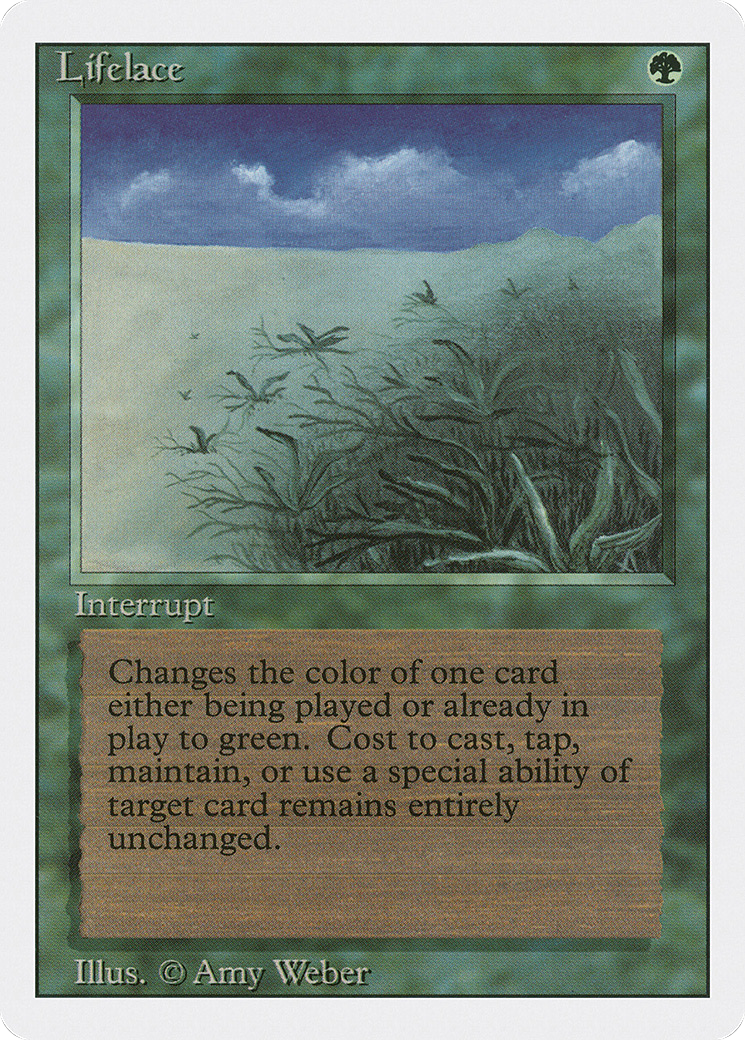 Lifelace
Interrupt
Changes the color of one card
either being played or already in
play to green. Cost to cast, tap,
maintain, or use a special ability of
target card remains entirely
unchanged.
Illus. © Amy Weber